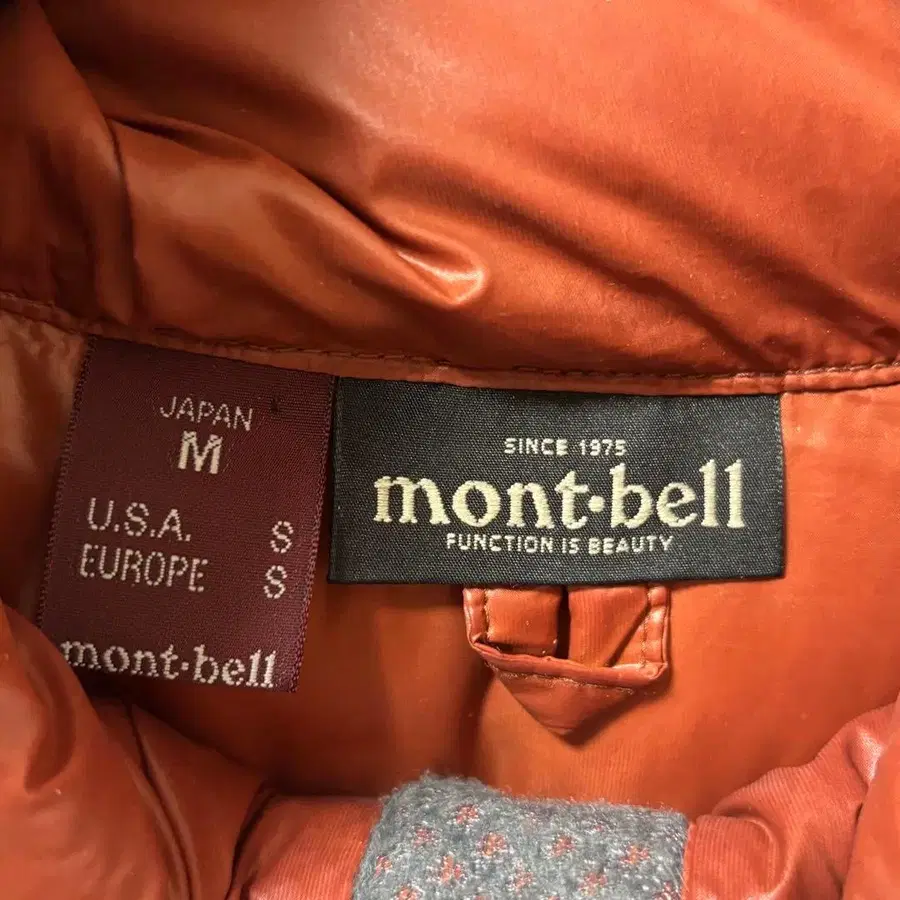 JAPAN
M
U.S.A. S
EUROPE S
mont·bell
SINCE 1975
mont·bell
FUNCTION IS BEAUTY